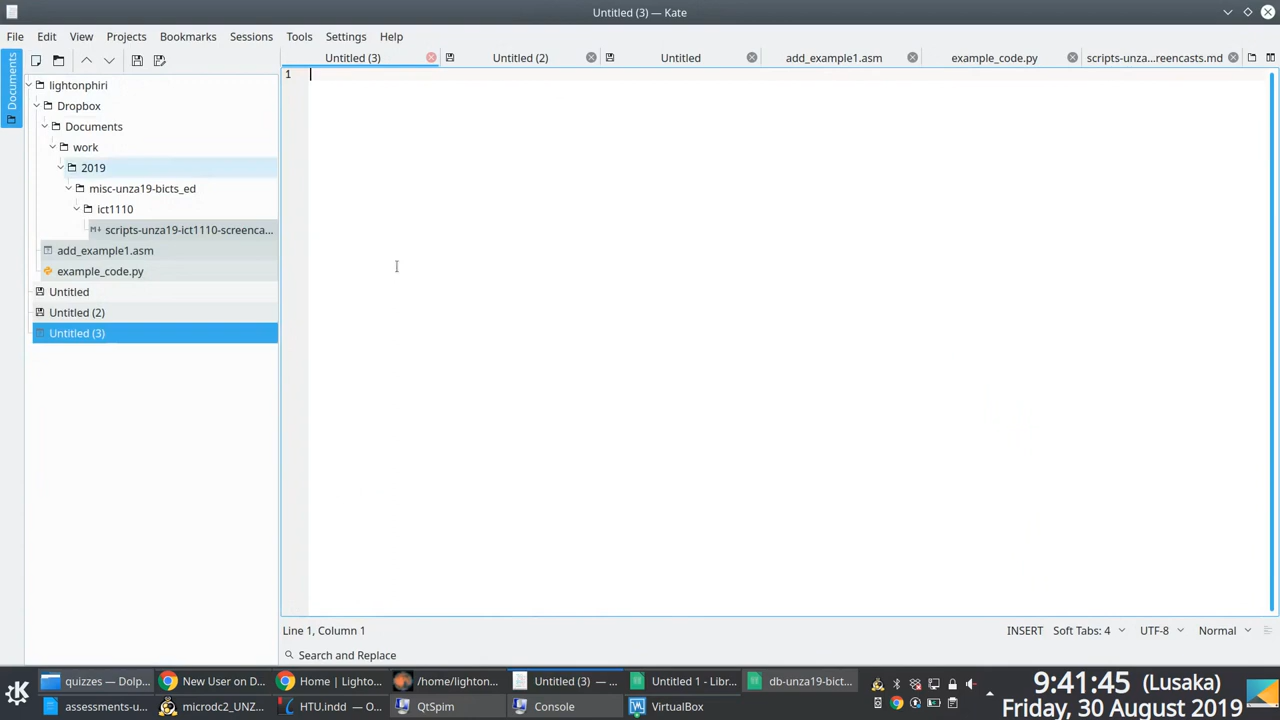 Untitled (3) — Kate
File Edit View Projects Bookmarks Sessions Tools Settings Help
Documents
Untitled (3) Untitled (2) Untitled add_example1.asm example_code.py scripts-unza...reencasts.md
1
lightonphiri
Dropbox
Documents
work
2019
misc-unza19-bicts_ed
ict1110
scripts-unza19-ict1110-screenca...
add_example1.asm
example_code.py
Untitled
Untitled (2)
Untitled (3)
Line 1, Column 1 INSERT Soft Tabs: 4 UTF-8 Normal
Search and Replace
quizzes — Dolp... New User on D... Home | Lighto... /home/lighton... Untitled (3) — ... Untitled 1 - Libr... db-unza19-bict...
assessments-u... microdc2_UNZ... HTU.indd — O... QtSpim Console VirtualBox
9:41:45 (Lusaka)
Friday, 30 August 2019